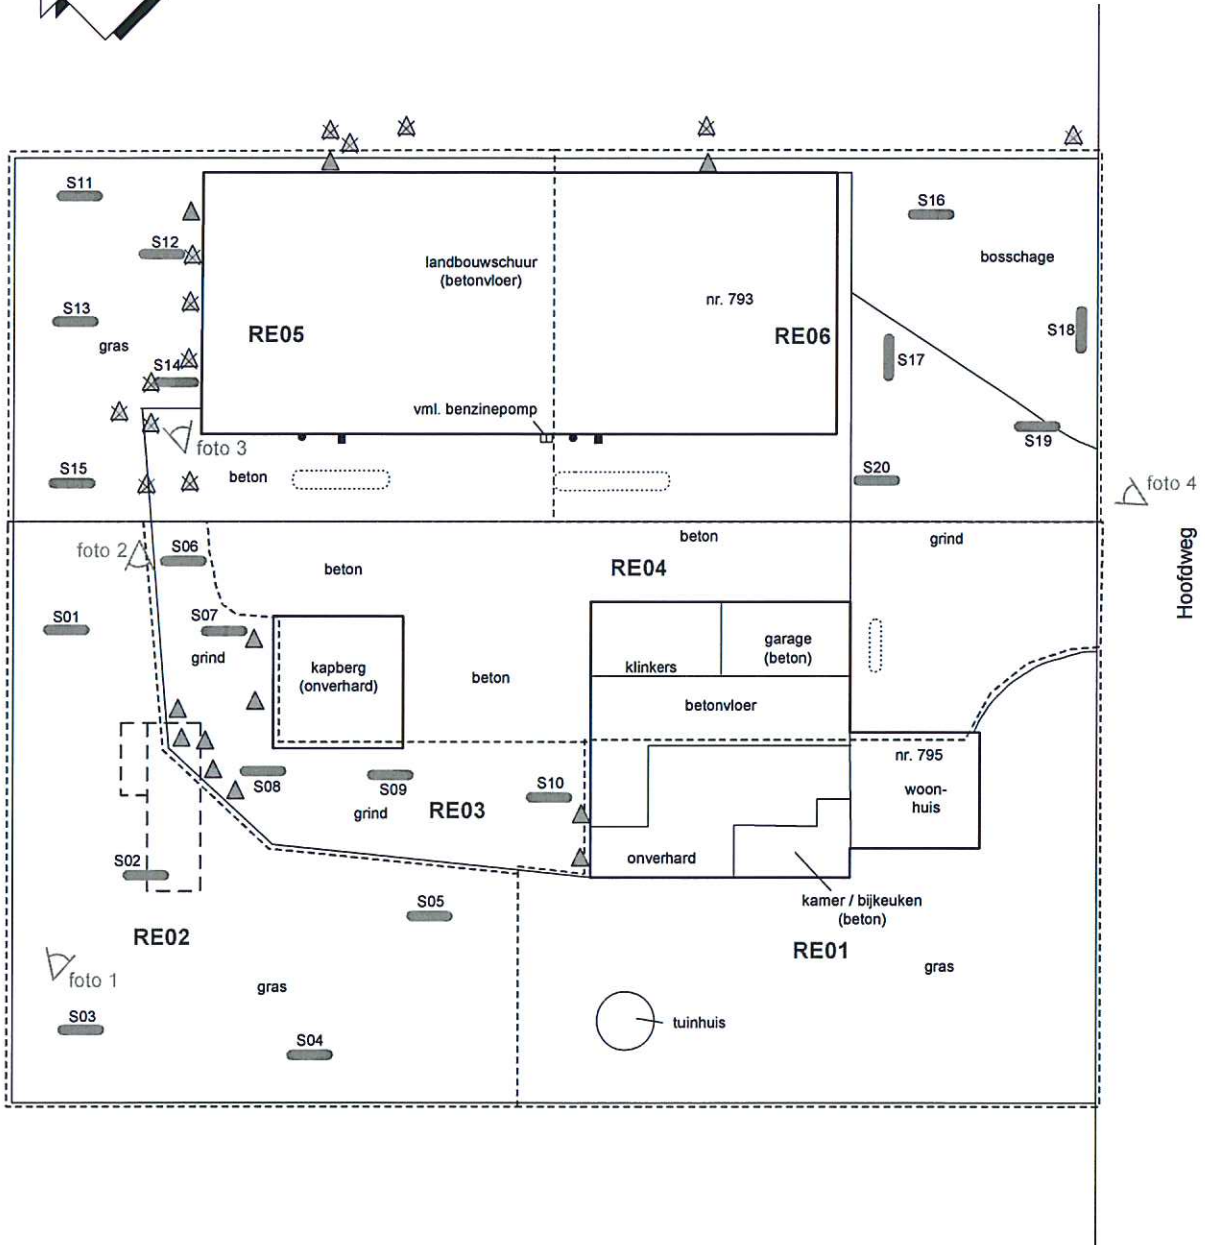 S11
S16
S12
bosschage
landbouwschuur
(betonvloer)
nr. 793
S13
RE05
RE06
S18
gras
S17
S14
vml. benzinepomp
foto 3
S19
S15
beton
S20
foto 4
Hoofdweg
foto 2
S06
beton
grind
beton
RE04
S01
S07
grind
kapberg
(onverhard)
beton
klinkers
garage
(beton)
betonvloer
nr. 795
woon-
huis
S08
S09
S10
grind
RE03
onverhard
S02
kamer / bijkeuken
(beton)
S05
RE02
RE01
foto 1
gras
gras
S03
tuinhuis
S04